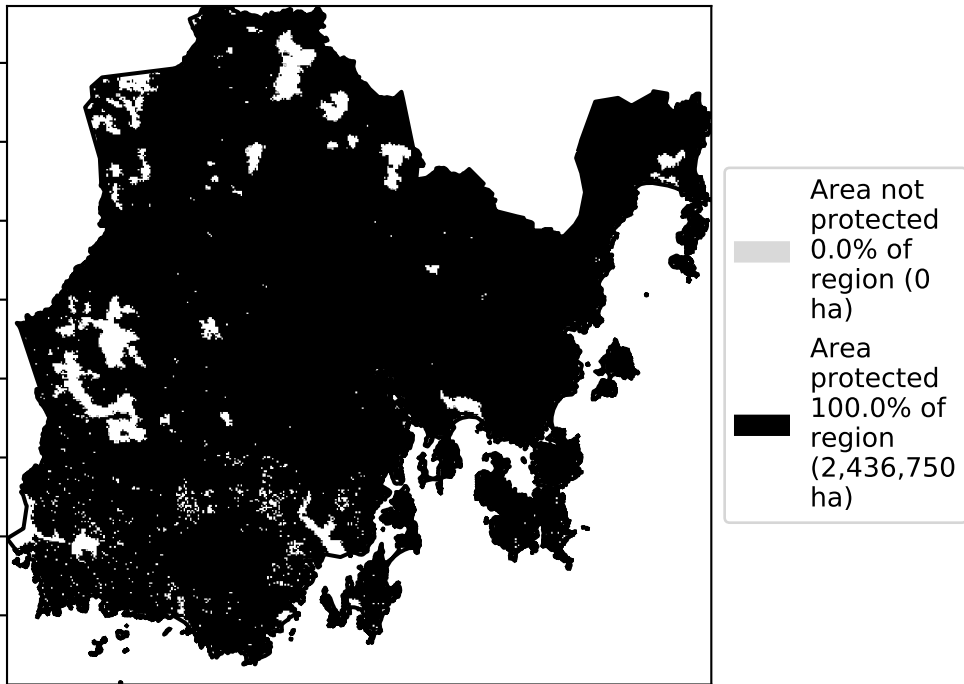 Area not
protected
0.0% of
region (0
ha)
Area
protected
100.0% of
region
(2,436,750
ha)